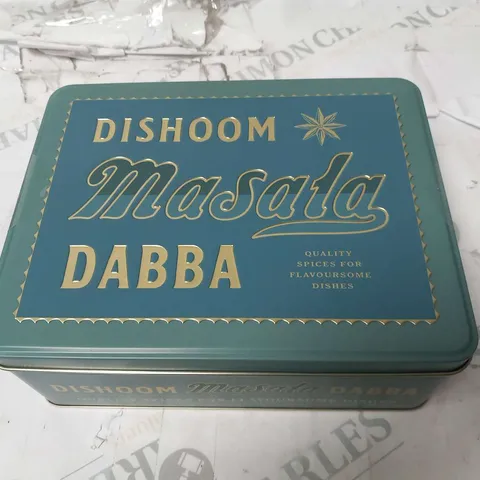 DISHOOM
Masala
DABBA
QUALITY
SPICES FOR
FLAVOURSOME
DISHES
DISHOOM Masala DABBA